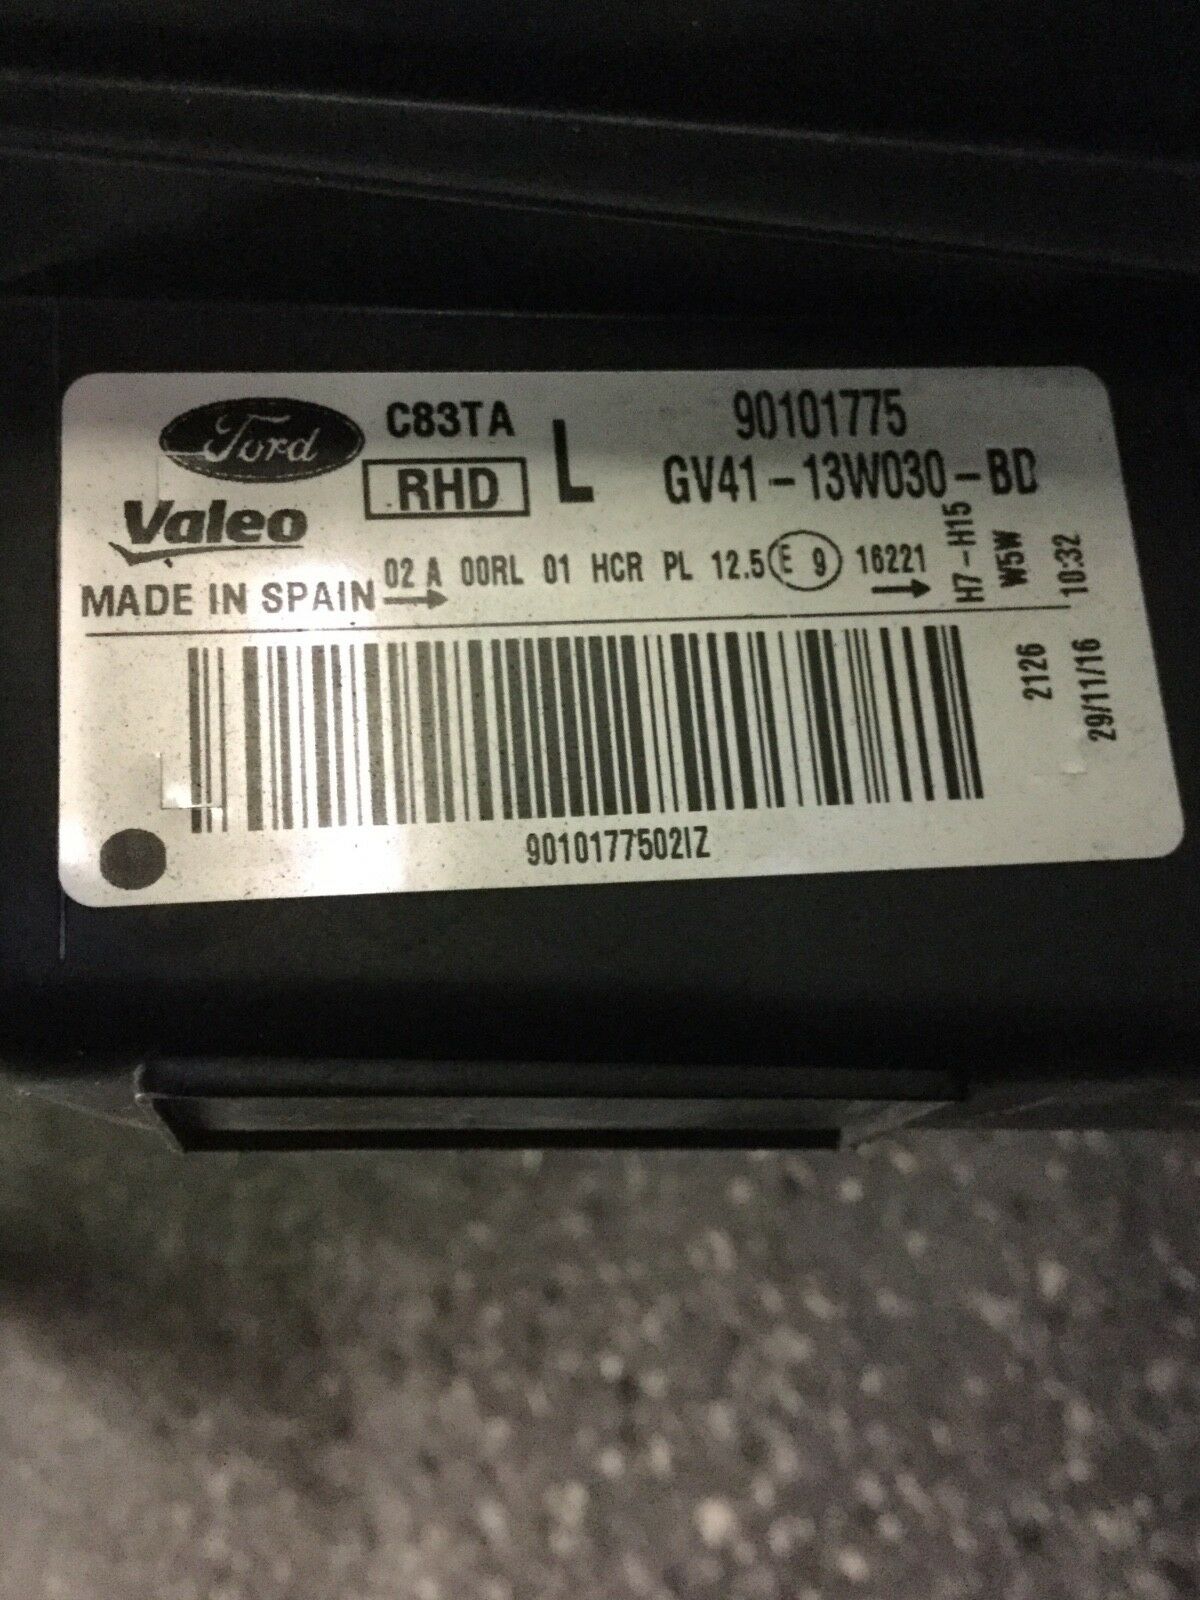 Ford
C83TA
90101775
RHD
L
GV41-13W030-BD
Valeo
MADE IN SPAIN
02 A 00RL 01 HCR PL 12.5 E 9 16221
H7-H15
W5W
10:32
2126
29/11/16
9010177502IZ